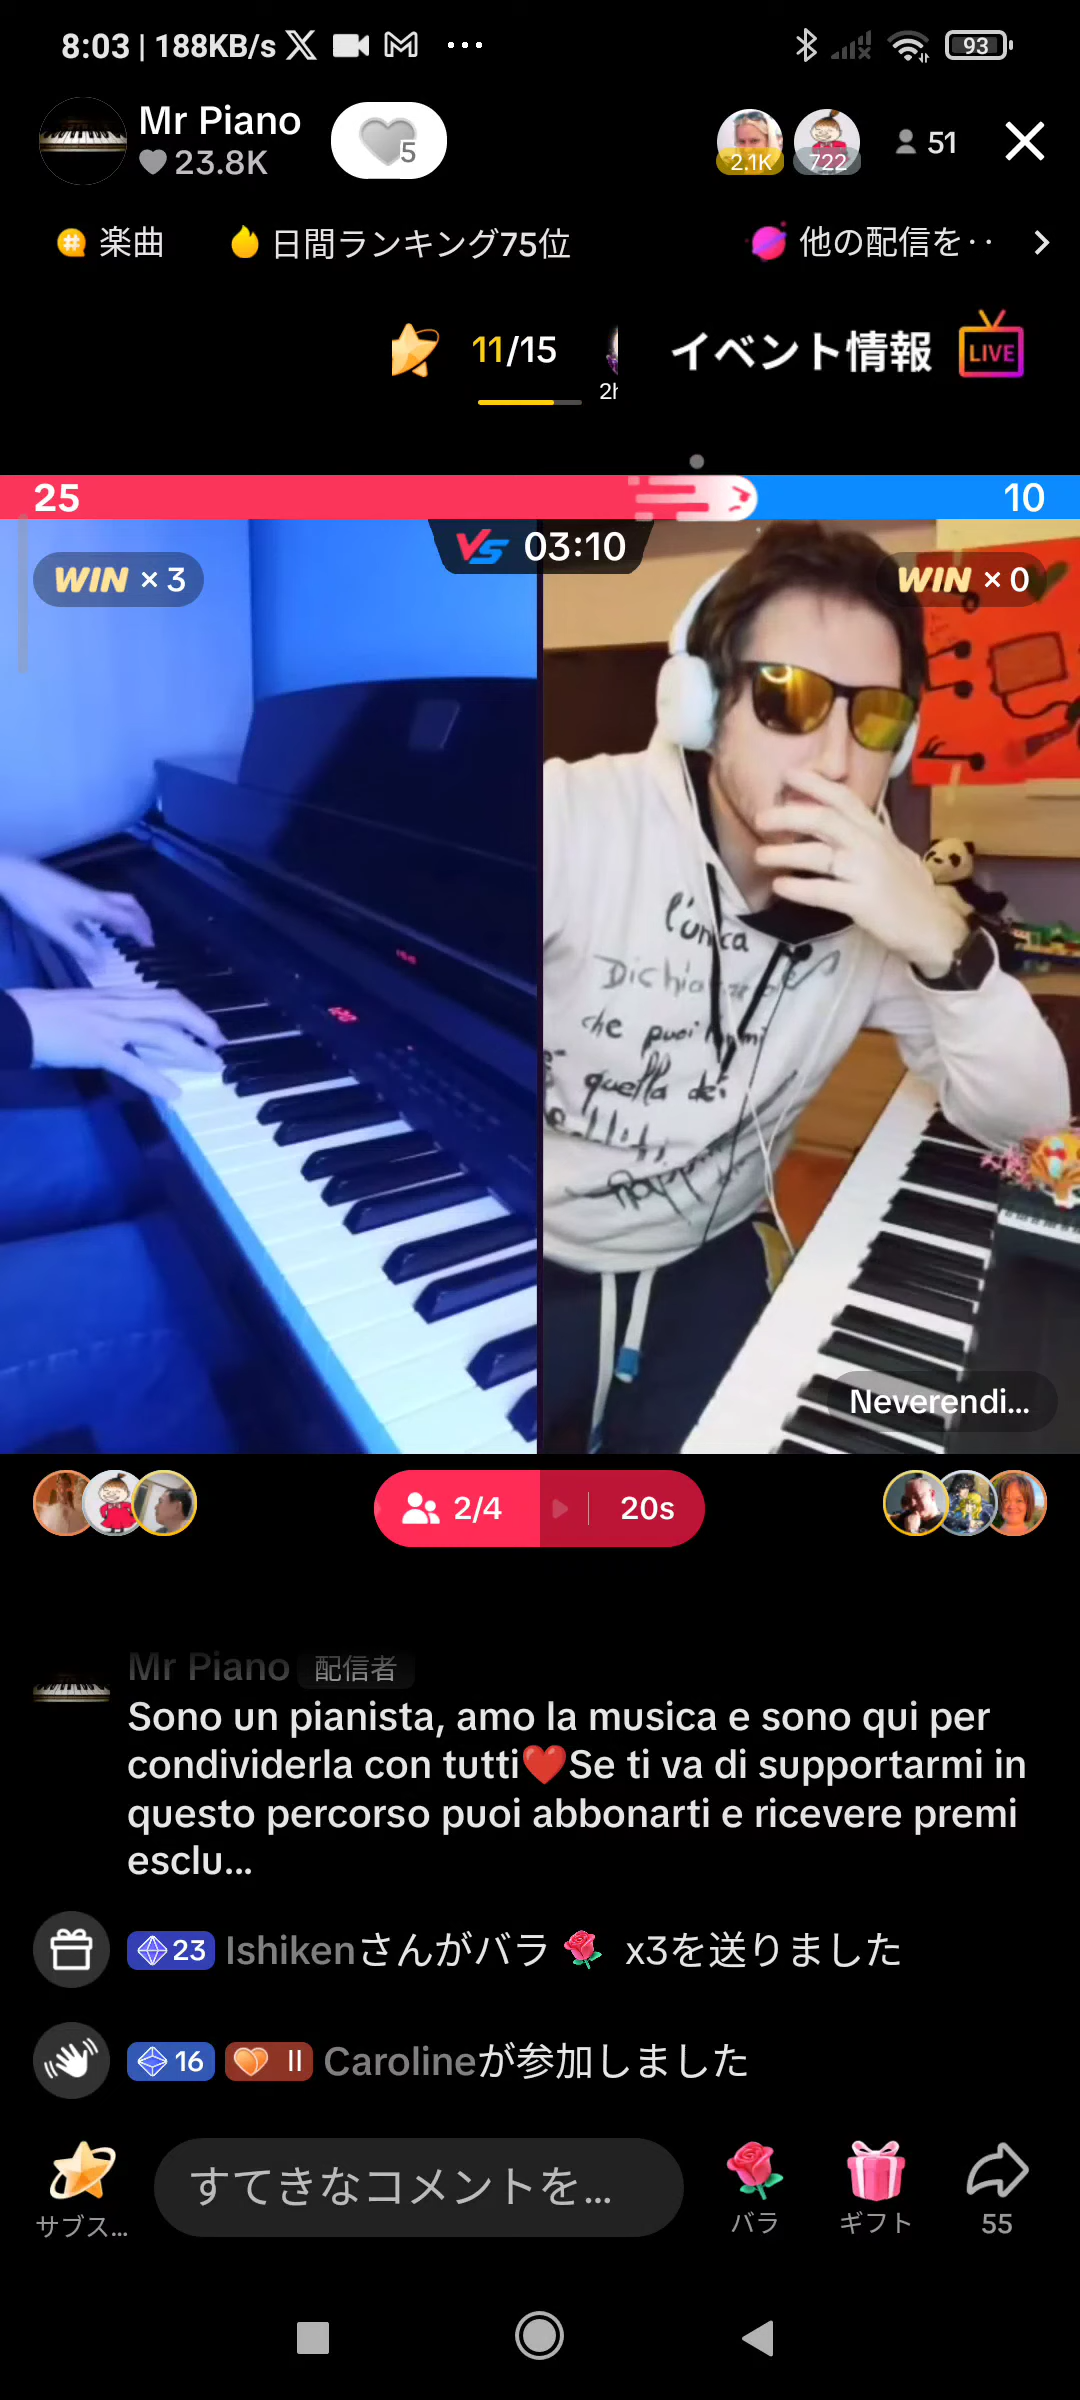 8:03 | 188KB/s
93
Mr Piano
23.8K
5
2.1K
722
51
楽曲
日間ランキング75位
他の配信を··
11/15
2h
イベント情報
LIVE
25
10
VS 03:10
WIN × 3
WIN × 0
l'unica
che puoi
quella dei
Neverendi...
2/4
20s
Mr Piano 配信者
Sono un pianista, amo la musica e sono qui per
condividerla con tutti❤️Se ti va di supportarmi in
questo percorso puoi abbonarti e ricevere premi
esclu...
23 Ishikenさんがバラ x3を送りました
16 II Carolineが参加しました
すてきなコメントを...
サブス...
バラ
ギフト
55